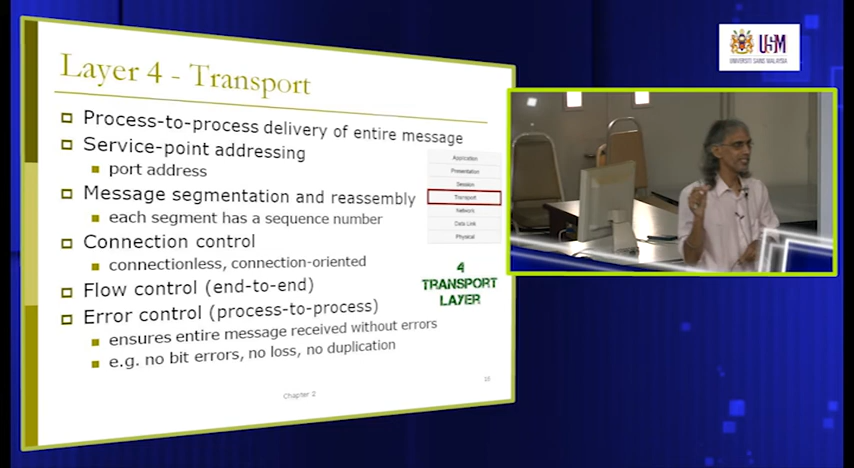 Layer 4 - Transport
Process-to-process delivery of entire message
Service-point addressing
port address
Message segmentation and reassembly
each segment has a sequence number
Connection control
connectionless, connection-oriented
Flow control (end-to-end)
Error control (process-to-process)
ensures entire message received without errors
e.g. no bit errors, no loss, no duplication
Application
Presentation
Session
Transport
Network
Data Link
Physical
4
TRANSPORT
LAYER
Chapter 2
USM
UNIVERSITI SAINS MALAYSIA